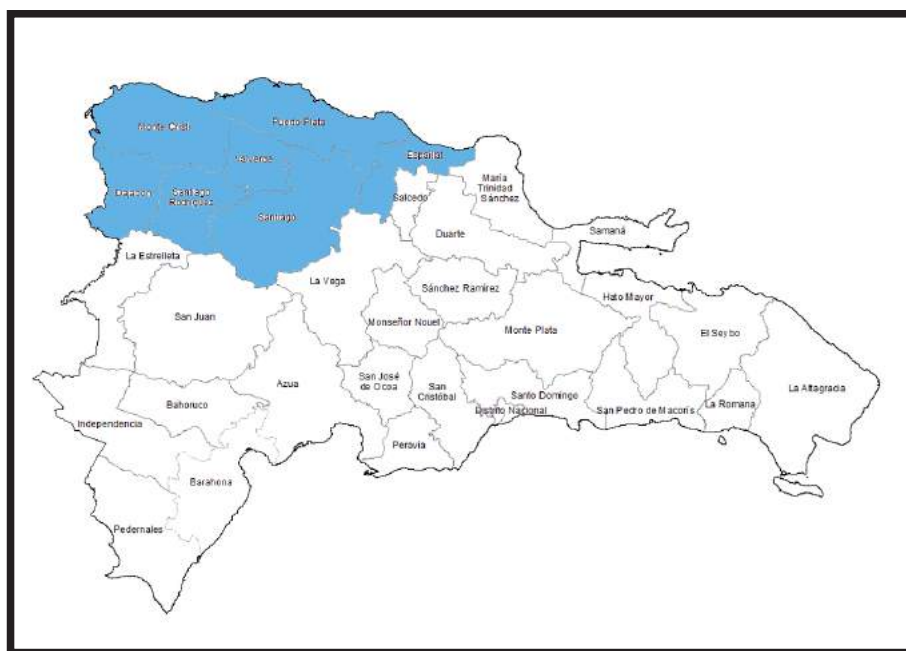 Monte Cristi
Puerto Plata
Valverde
Espaillat
Dajabón
Santiago
Rodríguez
Santiago
María
Trinidad
Sánchez
Salcedo
Duarte
Samaná
La Estrelleta
La Vega
Sánchez Ramírez
Hato Mayor
San Juan
Monseñor Nouel
Monte Plata
El Seybo
Azua
San José
de Ocoa
San
Cristóbal
Santo Domingo
Distrito Nacional
San Pedro de Macorís
La Romana
La Altagracia
Bahoruco
Independencia
Peravia
Barahona
Pedernales